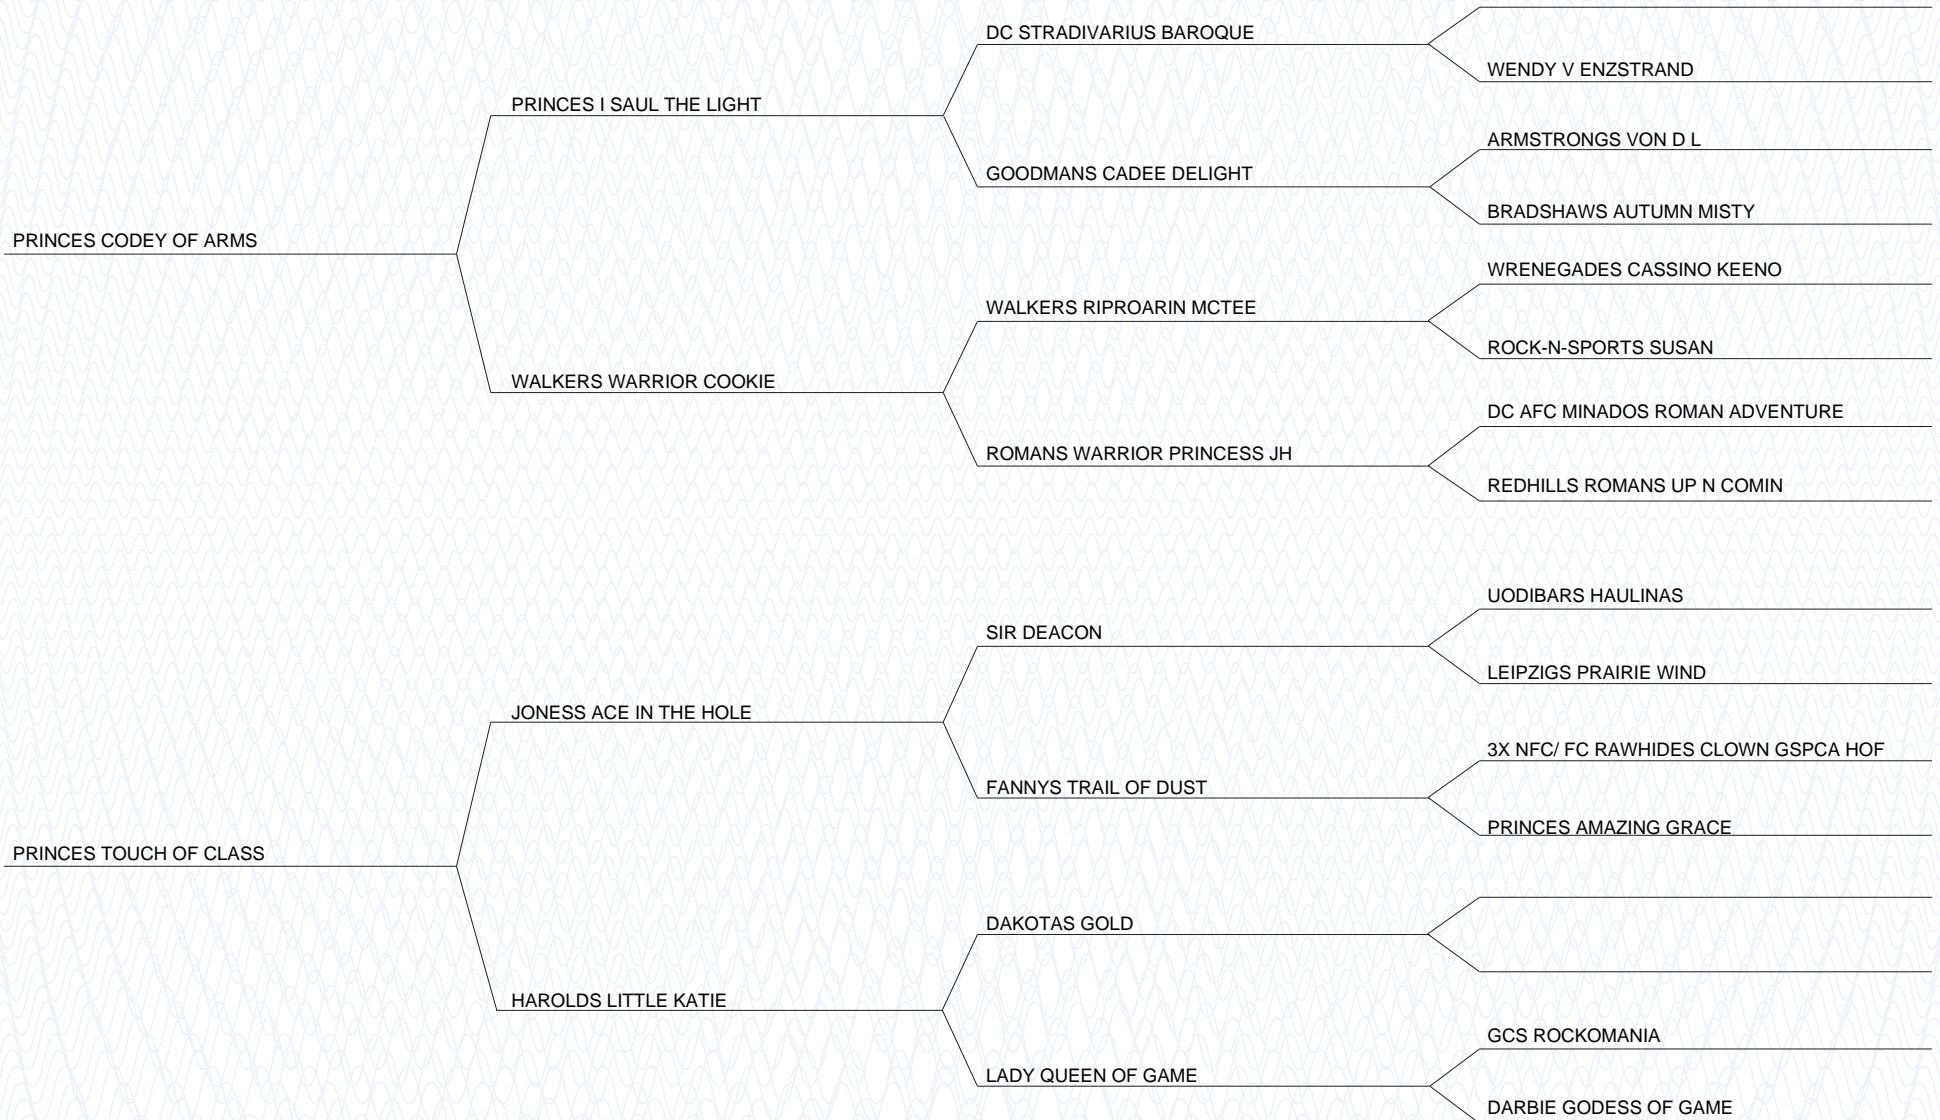 DC STRADIVARIUS BAROQUE
WENDY V ENZSTRAND
PRINCES I SAUL THE LIGHT
ARMSTRONGS VON D L
GOODMANS CADEE DELIGHT
BRADSHAWS AUTUMN MISTY
PRINCES CODEY OF ARMS
WRENEGADES CASSINO KEENO
WALKERS RIPROARIN MCTEE
ROCK-N-SPORTS SUSAN
WALKERS WARRIOR COOKIE
DC AFC MINADOS ROMAN ADVENTURE
ROMANS WARRIOR PRINCESS JH
REDHILLS ROMANS UP N COMIN
UODIBARS HAULINAS
SIR DEACON
LEIPZIGS PRAIRIE WIND
JONESS ACE IN THE HOLE
3X NFC/ FC RAWHIDES CLOWN GSPCA HOF
FANNYS TRAIL OF DUST
PRINCES AMAZING GRACE
PRINCES TOUCH OF CLASS
DAKOTAS GOLD
HAROLDS LITTLE KATIE
GCS ROCKOMANIA
LADY QUEEN OF GAME
DARBIE GODESS OF GAME